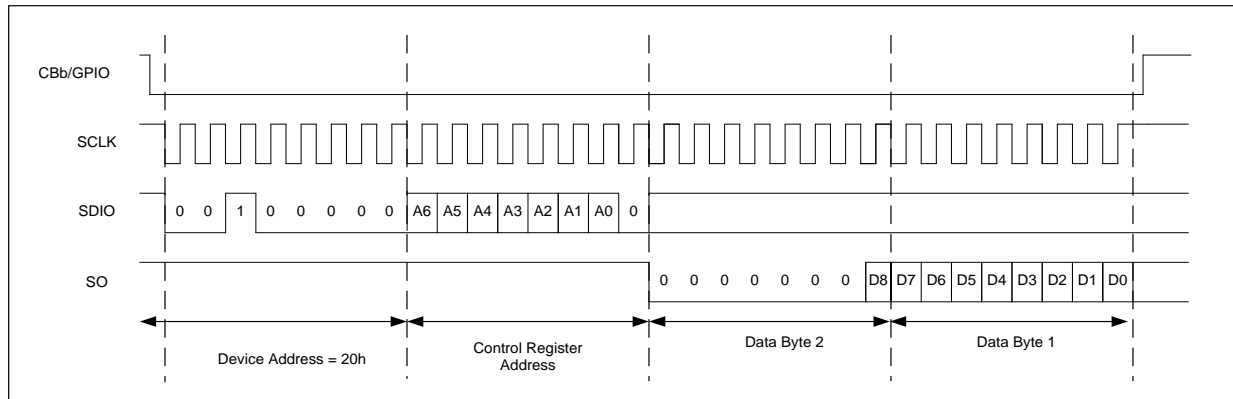 CBb/GPIO
SCLK
SDIO
0 0 1 0 0 0 0 0 A6 A5 A4 A3 A2 A1 A0 0
SO
0 0 0 0 0 0 0 D8 D7 D6 D5 D4 D3 D2 D1 D0
Device Address = 20h
Control Register
Address
Data Byte 2
Data Byte 1